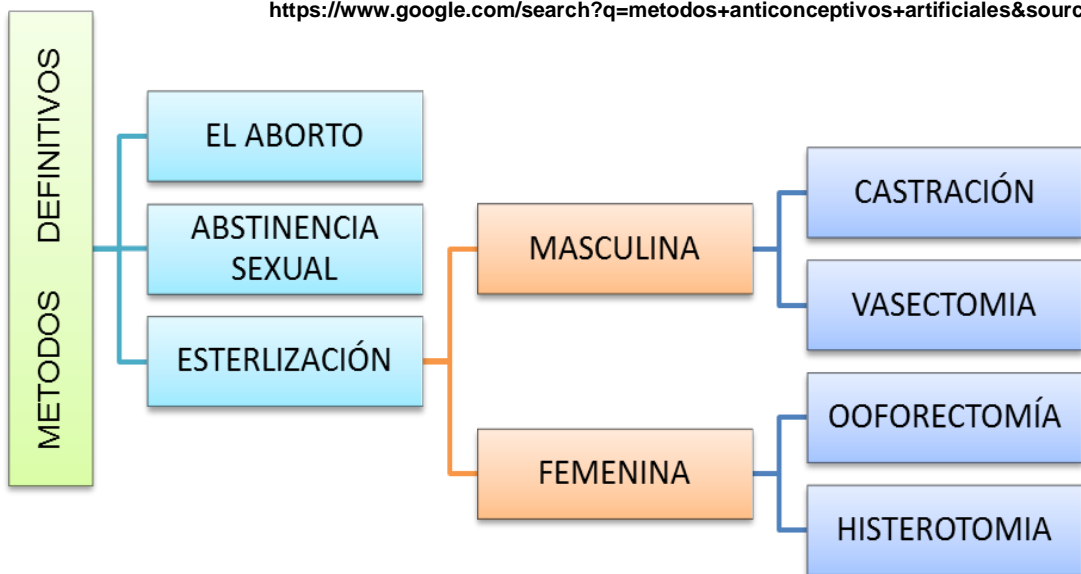 https://www.google.com/search?q=metodos+anticonceptivos+artificiales&sourc
METODOS DEFINITIVOS
EL ABORTO
ABSTINENCIA
SEXUAL
ESTERLIZACIÓN
MASCULINA
FEMENINA
CASTRACIÓN
VASECTOMIA
OOFORECTOMÍA
HISTEROTOMIA